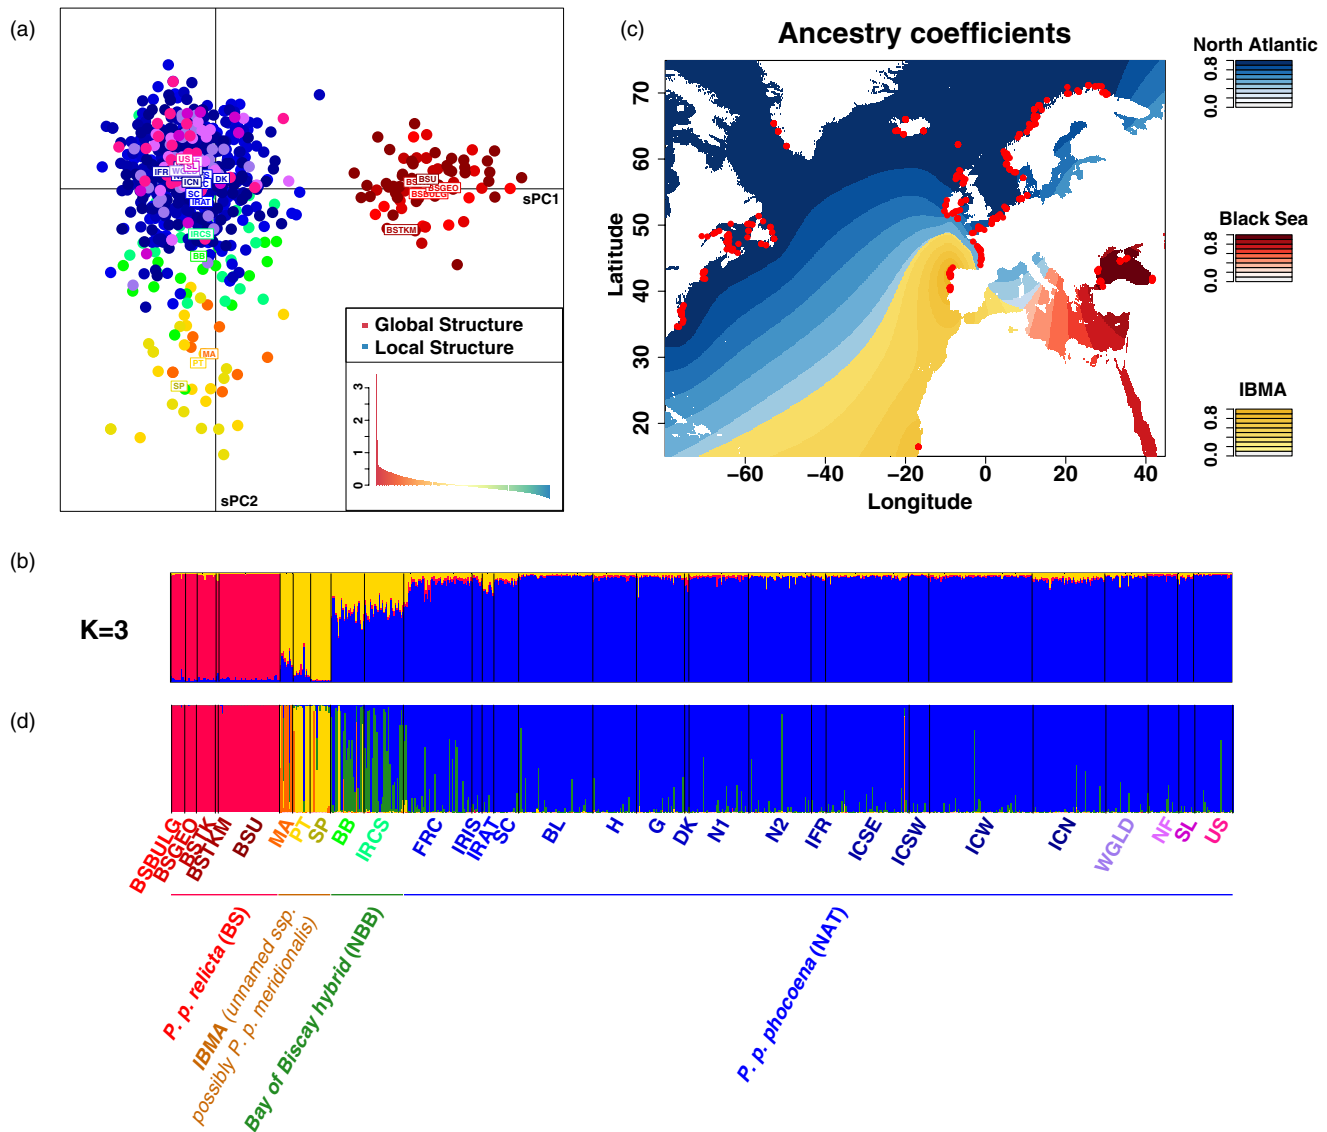 (a)
US
SL
IFR
WGLD
ICN
C
DK
SC
IRAT
IRCS
BB
MA
PT
SP
BSU
BSGEO
BSBULG
BSTKM
sPC1
sPC2
Global Structure
Local Structure
3
2
1
0
(c)
Ancestry coefficients
70
60
50
40
30
20
Latitude
−60
−40
−20
0
20
40
Longitude
North Atlantic
0.8
0.0
Black Sea
0.8
0.0
IBMA
0.8
0.0
(b)
K=3
(d)
BSBULG
BSGEO
BSTK
BSTKM
BSU
MA
PT
SP
BB
IRCS
FRC
IRIS
IRAT
SC
BL
H
G
DK
N1
N2
IFR
ICSE
ICSW
ICW
ICN
WGLD
NF
SL
US
P. p. relicta (BS)
IBMA (unnamed ssp.
possibly P. p. meridionalis)
Bay of Biscay hybrid (NBB)
P. p. phocoena (NAT)